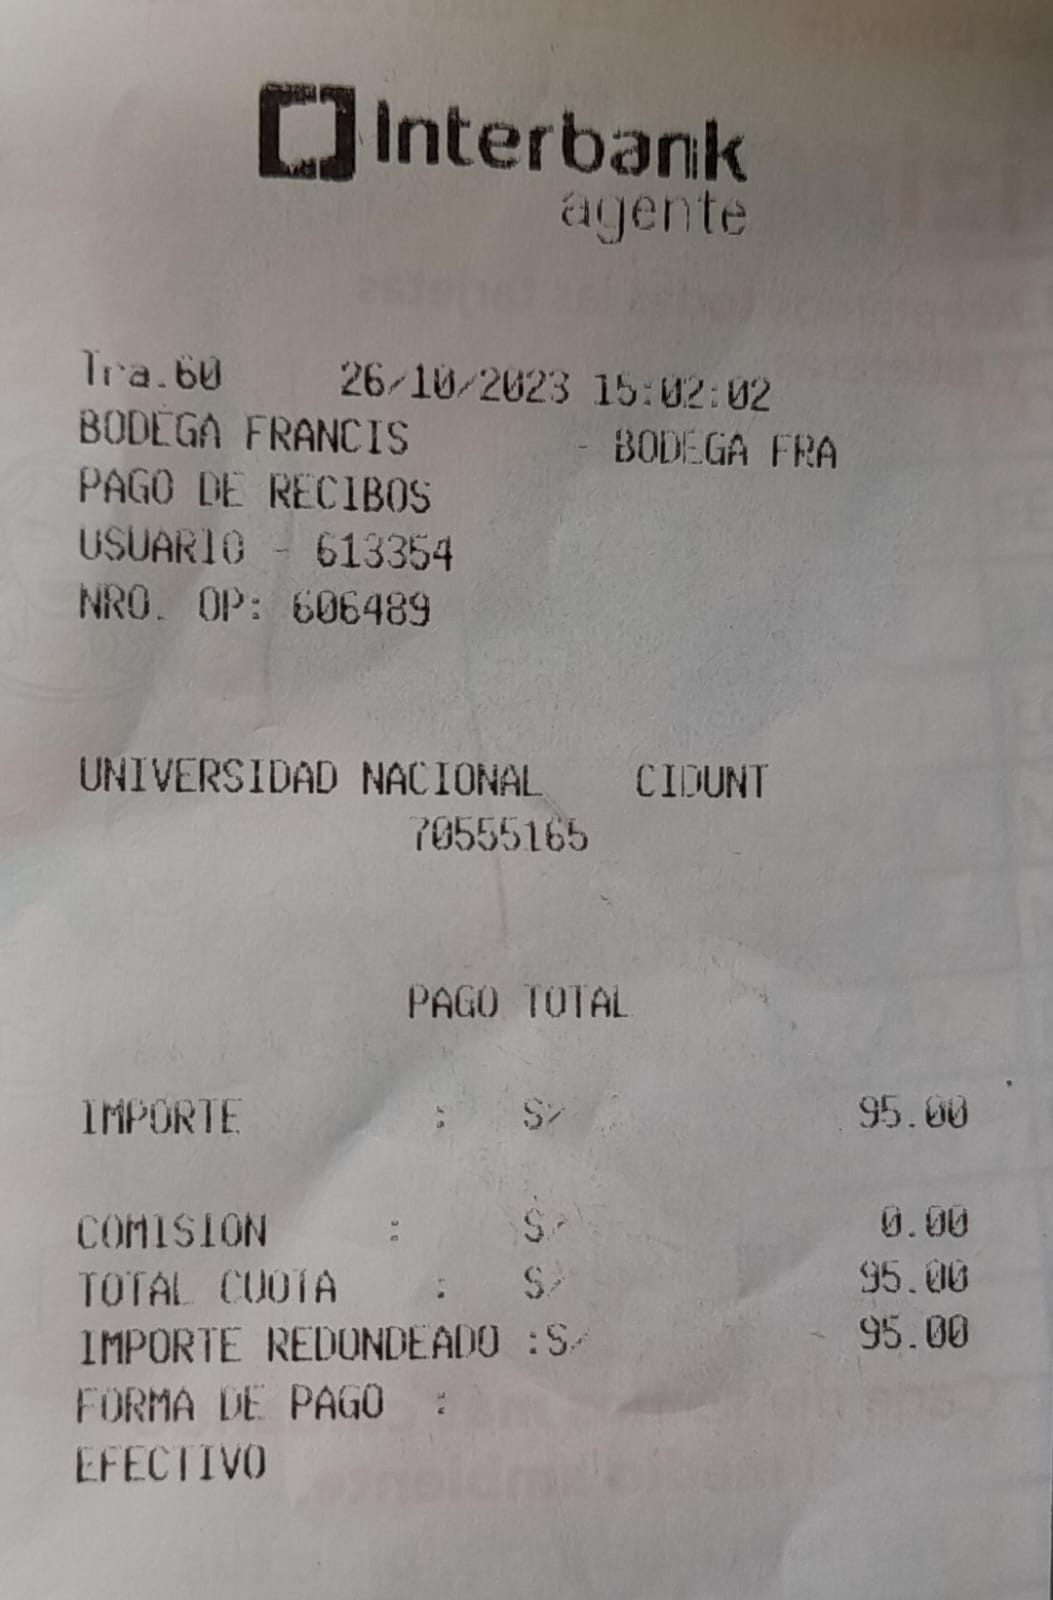 Interbank
agente
Tra.60 26/10/2023 15:02:02
BODEGA FRANCIS - BODEGA FRA
PAGO DE RECIBOS
USUARIO - 613354
NRO. OP: 606489
UNIVERSIDAD NACIONAL CIDUNT
70555165
PAGO TOTAL
IMPORTE : S/ 95.00
COMISION : S/ 0.00
TOTAL CUOTA : S/ 95.00
IMPORTE REDONDEADO :S/ 95.00
FORMA DE PAGO :
EFECTIVO